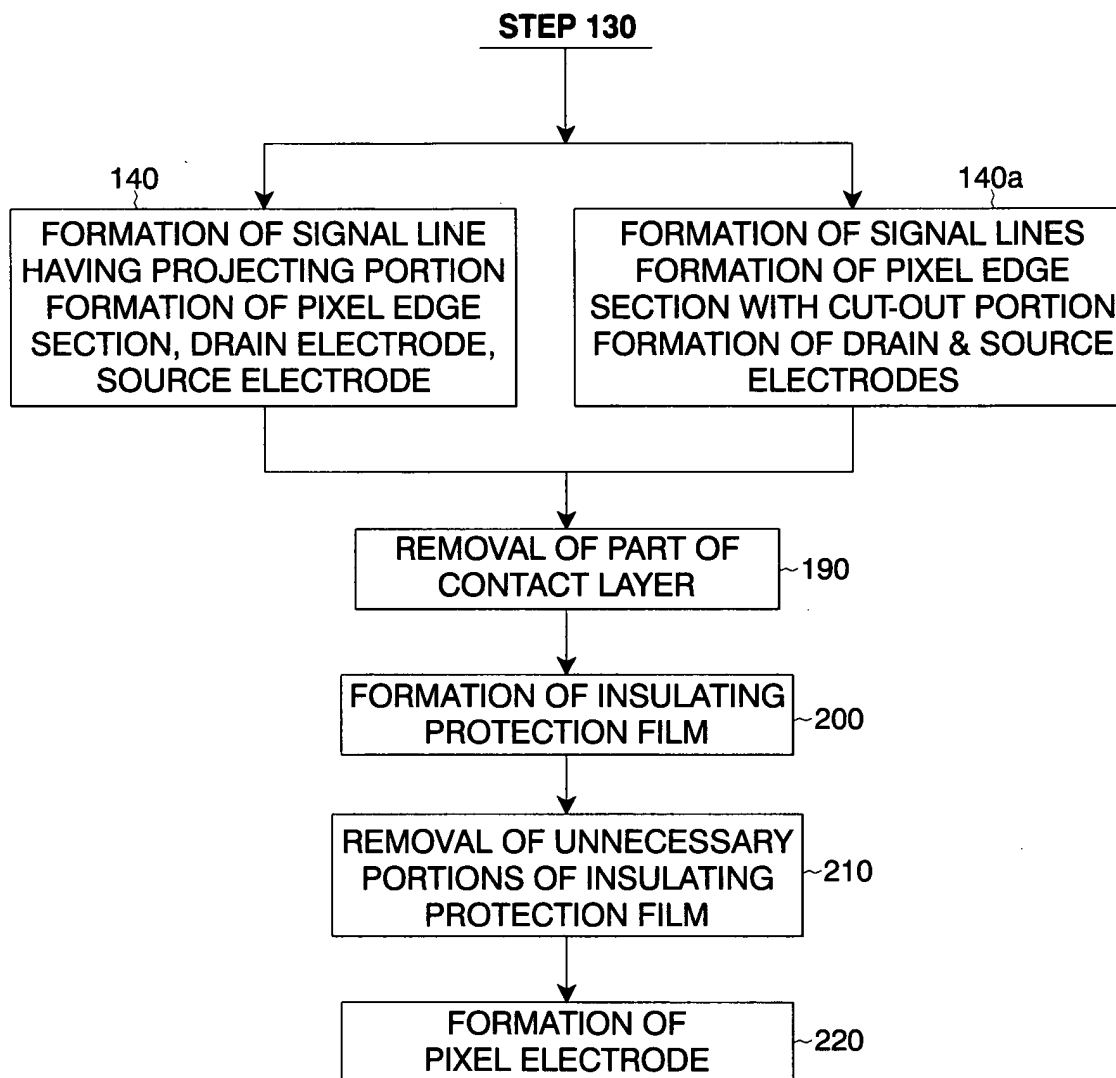 STEP 130
140
FORMATION OF SIGNAL LINE
HAVING PROJECTING PORTION
FORMATION OF PIXEL EDGE
SECTION, DRAIN ELECTRODE,
SOURCE ELECTRODE
140a
FORMATION OF SIGNAL LINES
FORMATION OF PIXEL EDGE
SECTION WITH CUT-OUT PORTION
FORMATION OF DRAIN & SOURCE
ELECTRODES
REMOVAL OF PART OF
CONTACT LAYER
190
FORMATION OF INSULATING
PROTECTION FILM
200
REMOVAL OF UNNECESSARY
PORTIONS OF INSULATING
PROTECTION FILM
210
FORMATION OF
PIXEL ELECTRODE
220